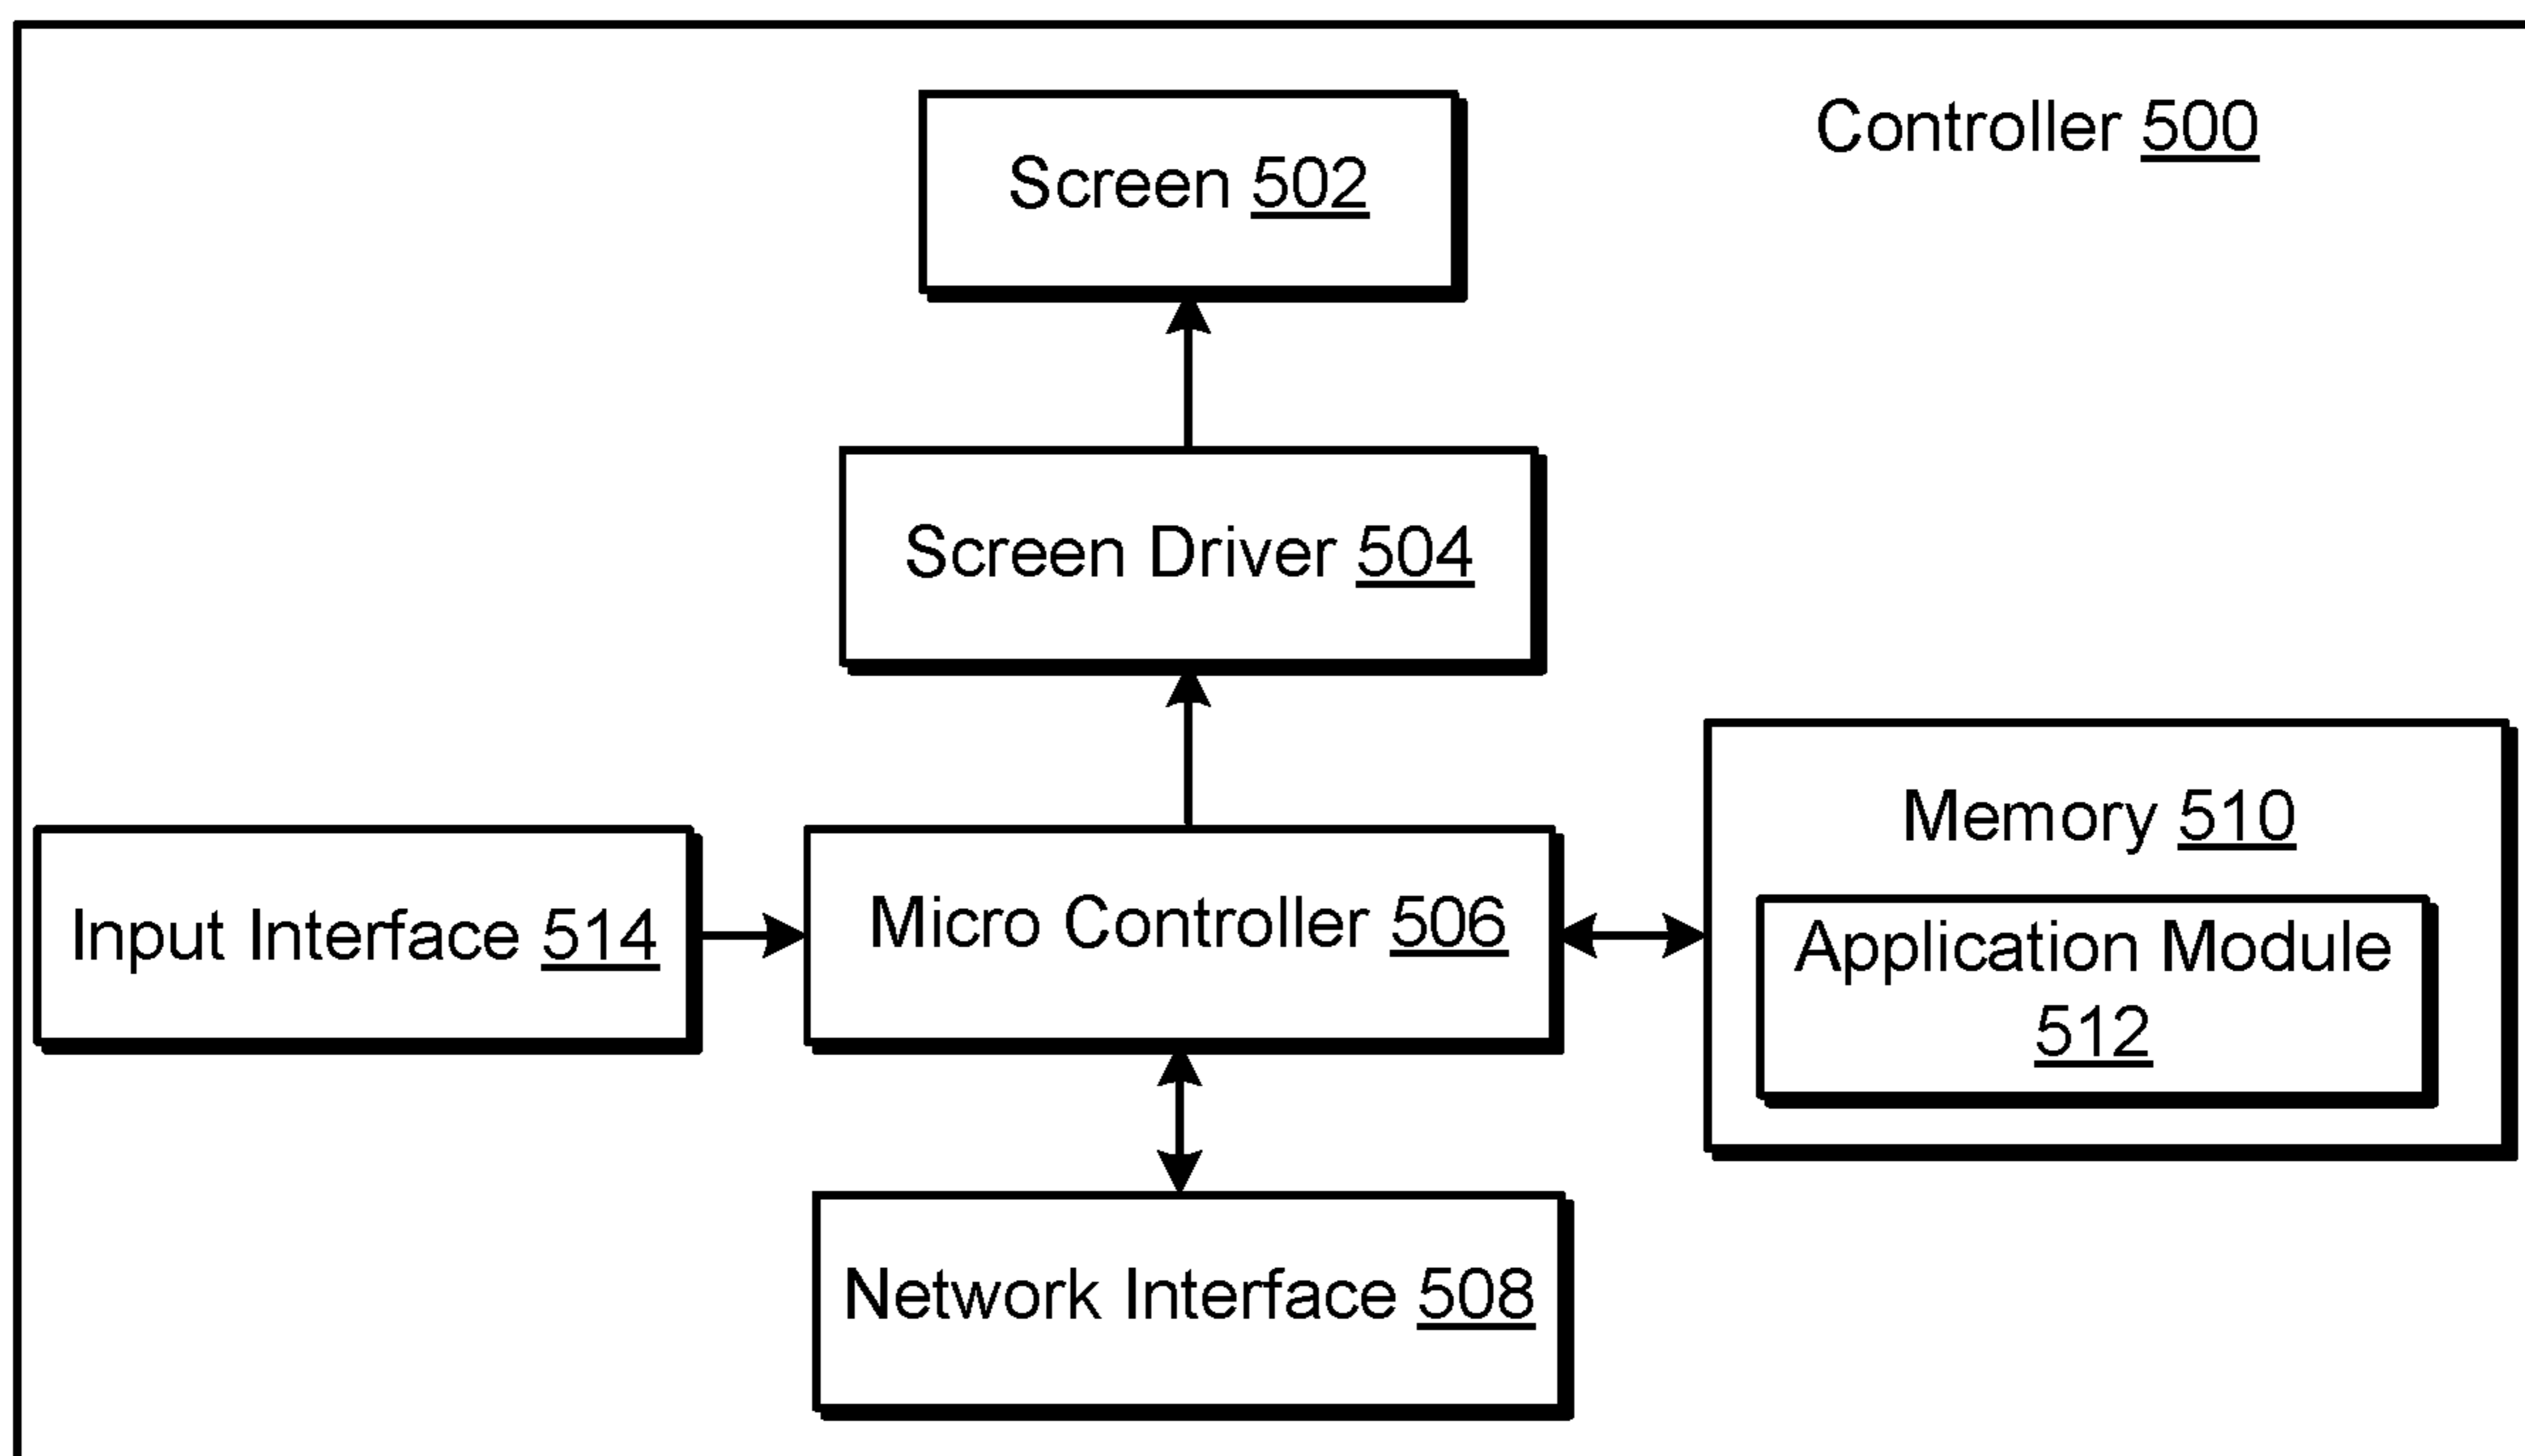 Controller 500
Screen 502
Screen Driver 504
Memory 510
Input Interface 514
Micro Controller 506
Application Module
512
Network Interface 508